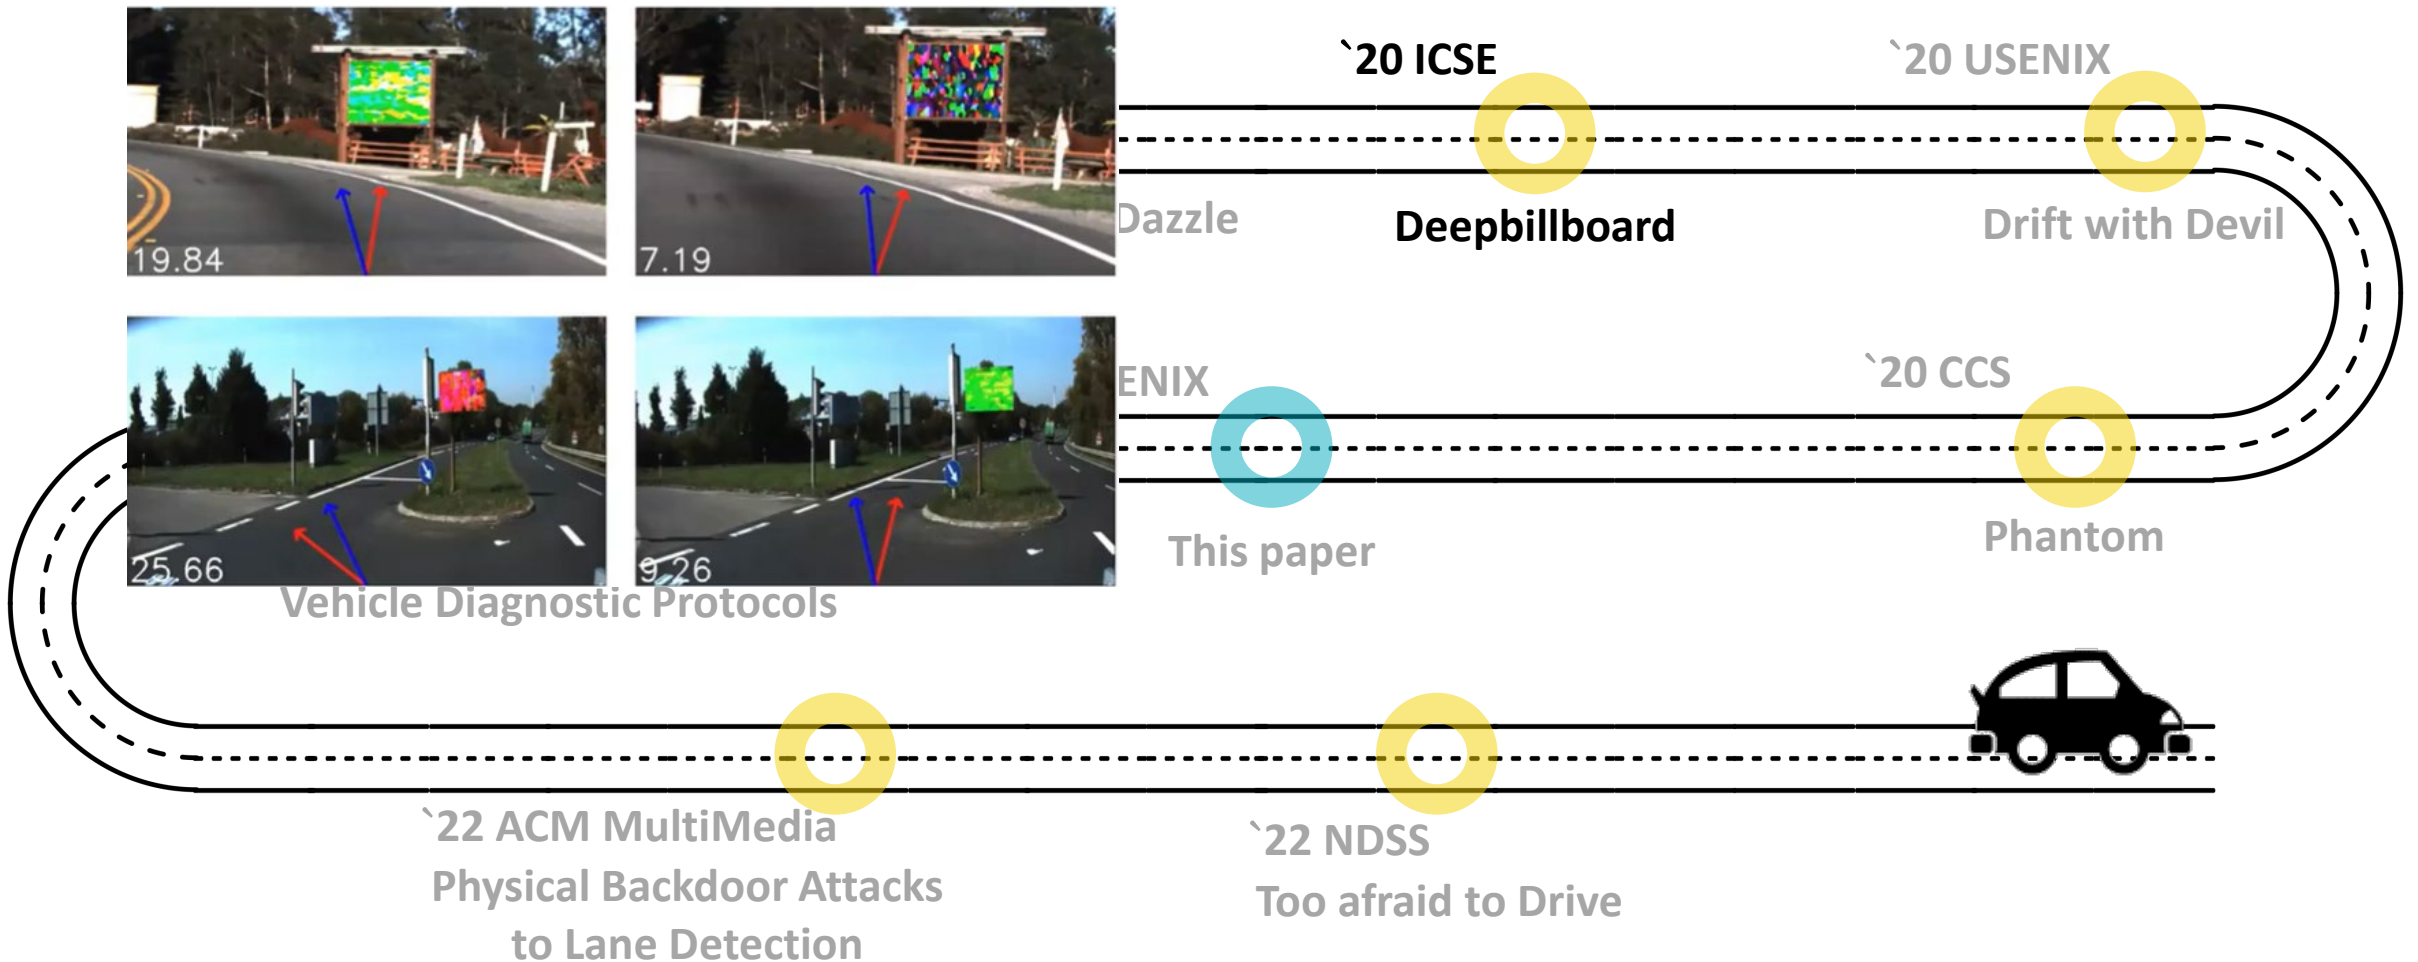 `20 ICSE
`20 USENIX
Dazzle
Deepbillboard
Drift with Devil
19.84
7.19
ENIX
`20 CCS
This paper
Phantom
25.66
9.26
Vehicle Diagnostic Protocols
`22 ACM MultiMedia
Physical Backdoor Attacks
to Lane Detection
`22 NDSS
Too afraid to Drive